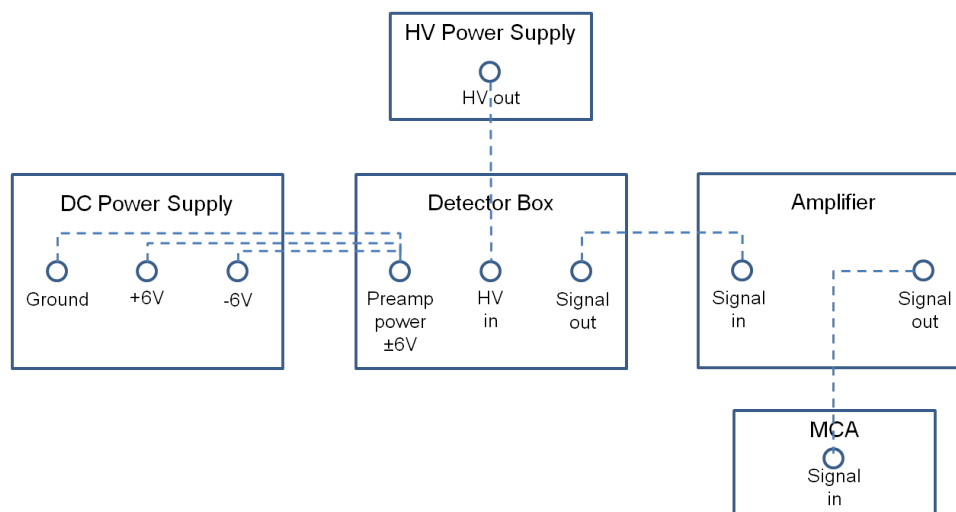 HV Power Supply
HV out
DC Power Supply
Ground
+6V
-6V
Detector Box
Preamp
power
±6V
HV
in
Signal
out
Amplifier
Signal
in
Signal
out
MCA
Signal
in